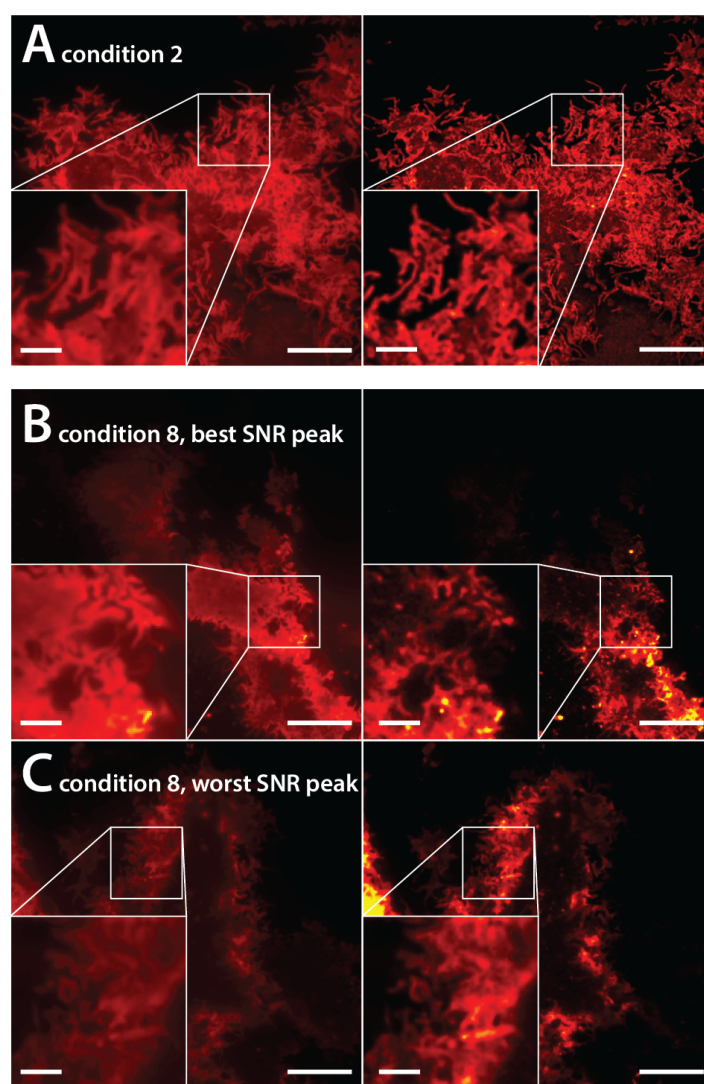 A condition 2
B condition 8, best SNR peak
C condition 8, worst SNR peak